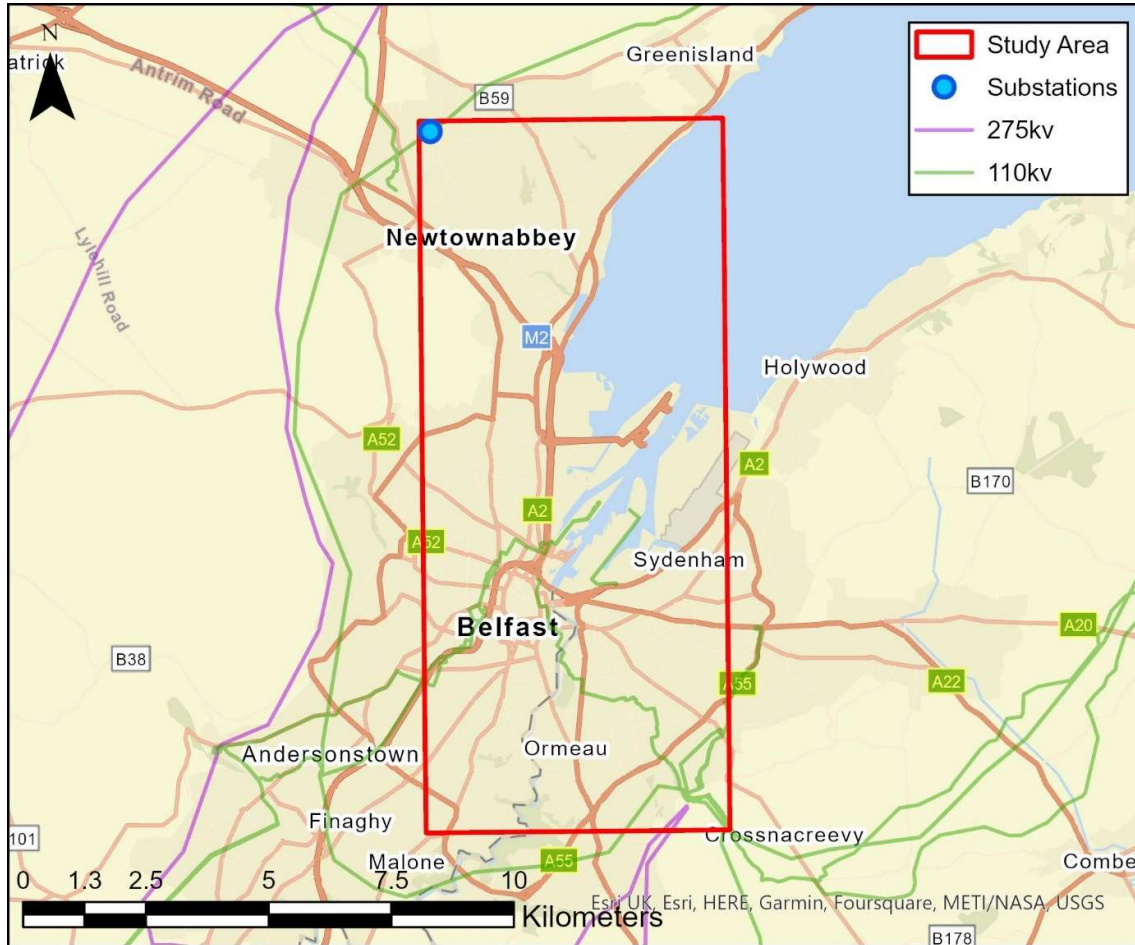 N
atrick
Antrim Road
B59
Greenisland
Study Area
Substations
275kv
110kv
Newtownabbey
Lylehill Road
M2
Holywood
A52
A2
B170
A2
A52
Sydenham
Belfast
A20
B38
A55
A22
Andersonstown
Ormeau
Finaghy
101
Crossnacreevy
Malone
A55
Combe
0 1.3 2.5 5 7.5 10
Kilometers
Esri UK, Esri, HERE, Garmin, Foursquare, METI/NASA, USGS
B178